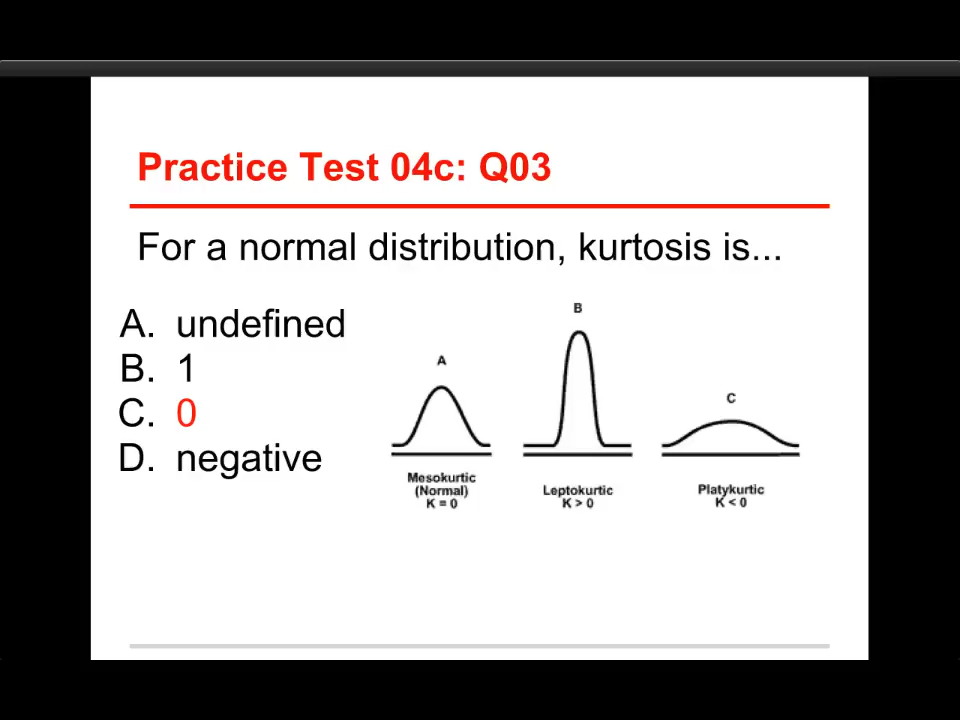 Practice Test 04c: Q03
For a normal distribution, kurtosis is...
A. undefined
B. 1
C. 0
D. negative
A
Mesokurtic
(Normal)
K = 0
B
Leptokurtic
K > 0
C
Platykurtic
K < 0